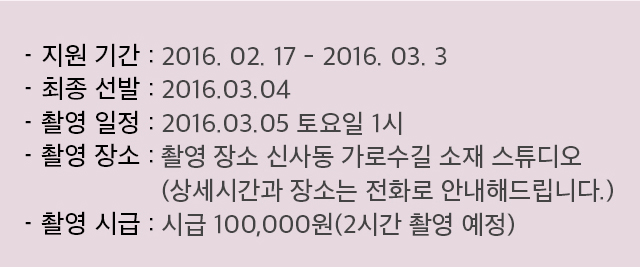 - 지원 기간 : 2016. 02. 17 - 2016. 03. 3
- 최종 선발 : 2016.03.04
- 촬영 일정 : 2016.03.05 토요일 1시
- 촬영 장소 : 촬영 장소 신사동 가로수길 소재 스튜디오
(상세시간과 장소는 전화로 안내해드립니다.)
- 촬영 시급 : 시급 100,000원(2시간 촬영 예정)